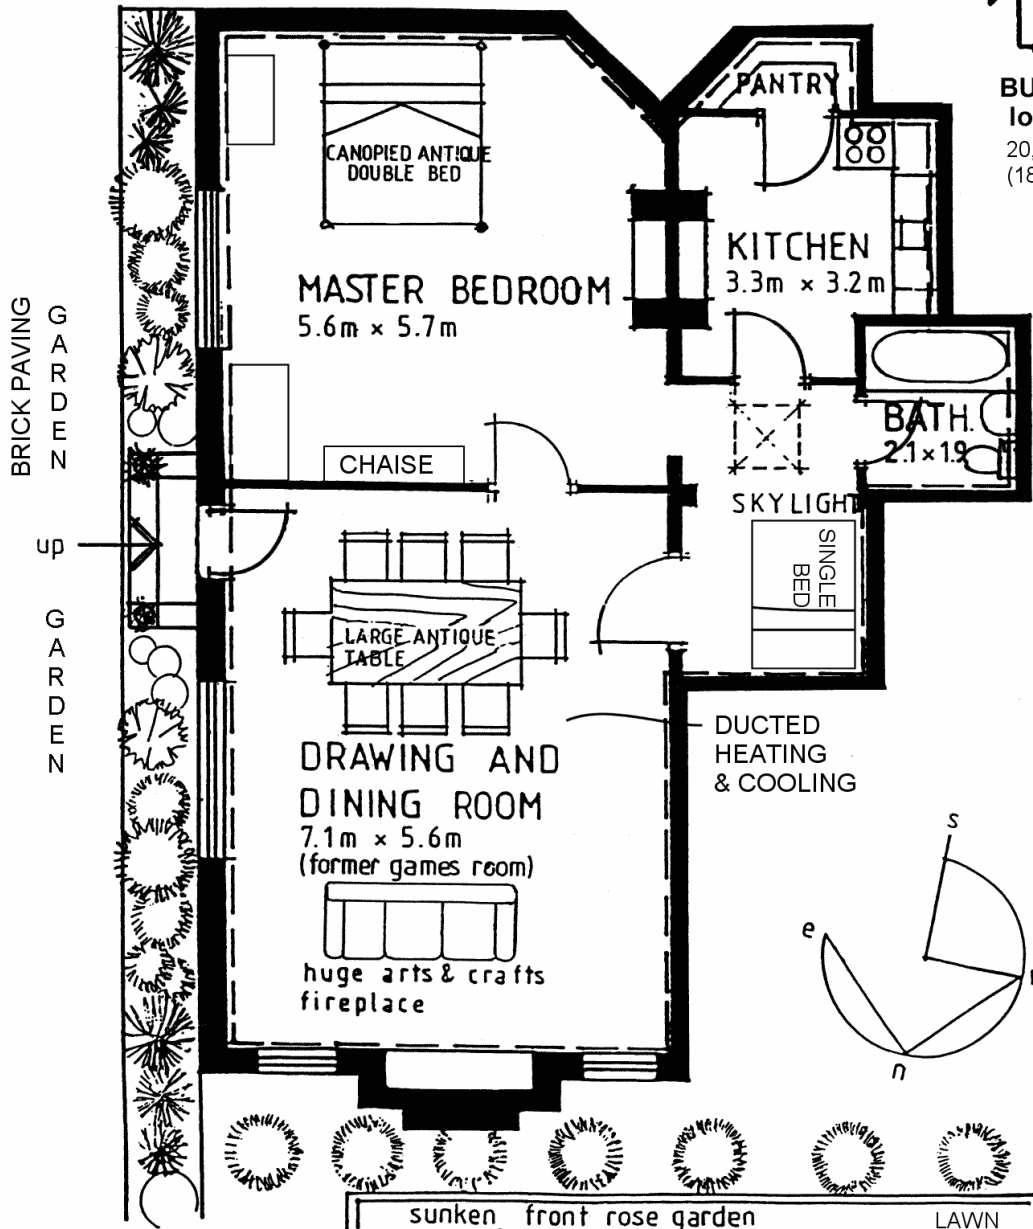 PANTRY
BU
lo
20,
(18
CANOPIED ANTIQUE
DOUBLE BED
KITCHEN
3.3m × 3.2m
MASTER BEDROOM
5.6m × 5.7m
BRICK PAVING
GARDEN
BATH.
2.1×1.9
CHAISE
SKYLIGHT
up
SINGLE
BED
GARDEN
LARGE ANTIQUE
TABLE
DUCTED
HEATING
& COOLING
DRAWING AND
DINING ROOM
7.1m × 5.6m
(former games room)
s
e
n
huge arts & crafts
fireplace
sunken front rose garden
LAWN